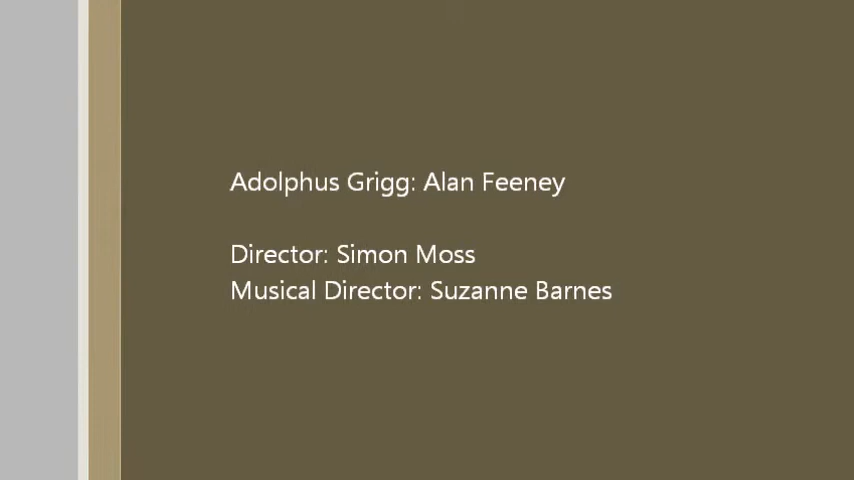 Adolphus Grigg: Alan Feeney
Director: Simon Moss
Musical Director: Suzanne Barnes